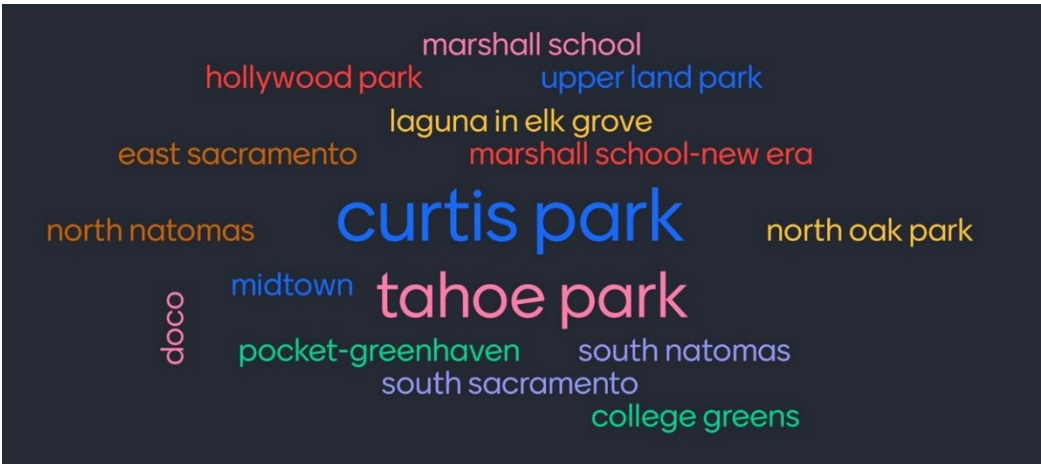 marshall school
hollywood park
upper land park
laguna in elk grove
east sacramento
marshall school-new era
curtis park
north natomas
north oak park
midtown
tahoe park
doco
pocket-greenhaven
south natomas
south sacramento
college greens